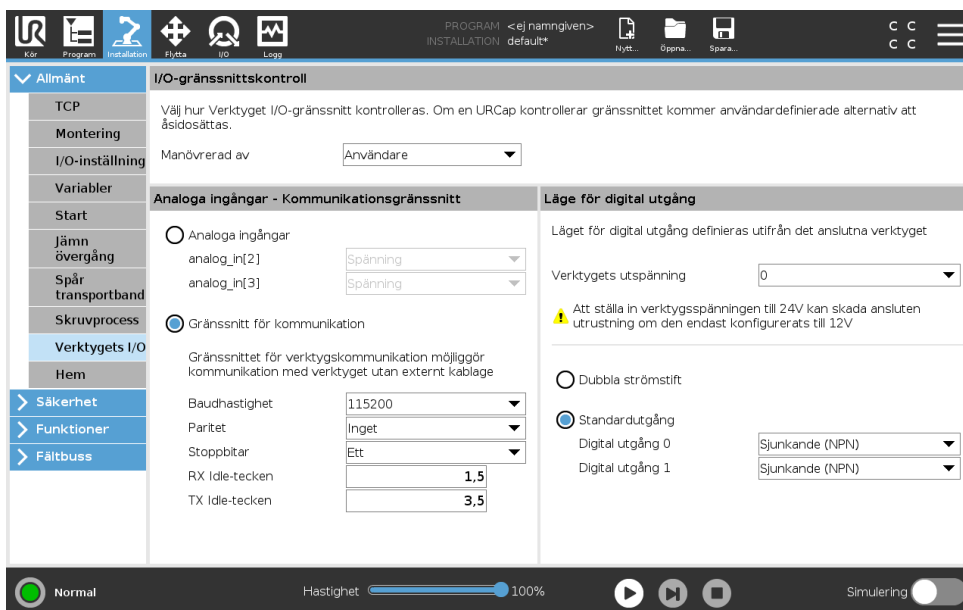 PROGRAM <ej namngiven>
INSTALLATION default*
Kör Program Installation Flytta I/O Logg Nytt... Öppna... Spara...
C C
C C
Allmänt
TCP
Montering
I/O-inställning
Variabler
Start
Jämn
övergång
Spår
transportband
Skruvprocess
Verktygets I/O
Hem
Säkerhet
Funktioner
Fältbuss
I/O-gränssnittskontroll
Välj hur Verktyget I/O-gränssnitt kontrolleras. Om en URCap kontrollerar gränssnittet kommer användardefinierade alternativ att
åsidosättas.
Manövrerad av Användare
Analoga ingångar - Kommunikationsgränssnitt
Analoga ingångar
analog_in[2] Spänning
analog_in[3] Spänning
Gränssnitt för kommunikation
Gränssnittet för verktygskommunikation möjliggör
kommunikation med verktyget utan externt kablage
Baudhastighet 115200
Paritet Inget
Stoppbitar Ett
RX Idle-tecken 1,5
TX Idle-tecken 3,5
Läge för digital utgång
Läget för digital utgång definieras utifrån det anslutna verktyget
Verktygets utspänning 0
Att ställa in verktygsspänningen till 24V kan skada ansluten
utrustning om den endast konfigurerats till 12V
Dubbla strömstift
Standardutgång
Digital utgång 0 Sjunkande (NPN)
Digital utgång 1 Sjunkande (NPN)
Normal Hastighet 100% Simulering